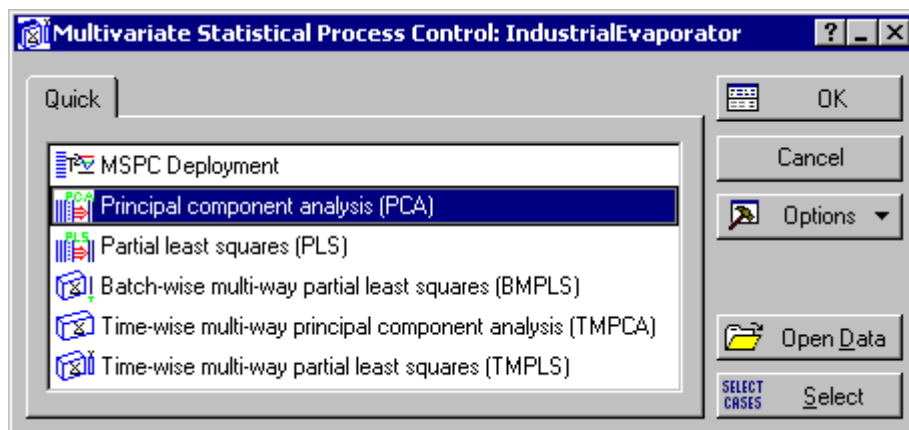 Multivariate Statistical Process Control: IndustrialEvaporator
Quick
MSPC Deployment
Principal component analysis (PCA)
Partial least squares (PLS)
Batch-wise multi-way partial least squares (BMPLS)
Time-wise multi-way principal component analysis (TMPCA)
Time-wise multi-way partial least squares (TMPLS)
OK
Cancel
Options
Open Data
SELECT CASES Select